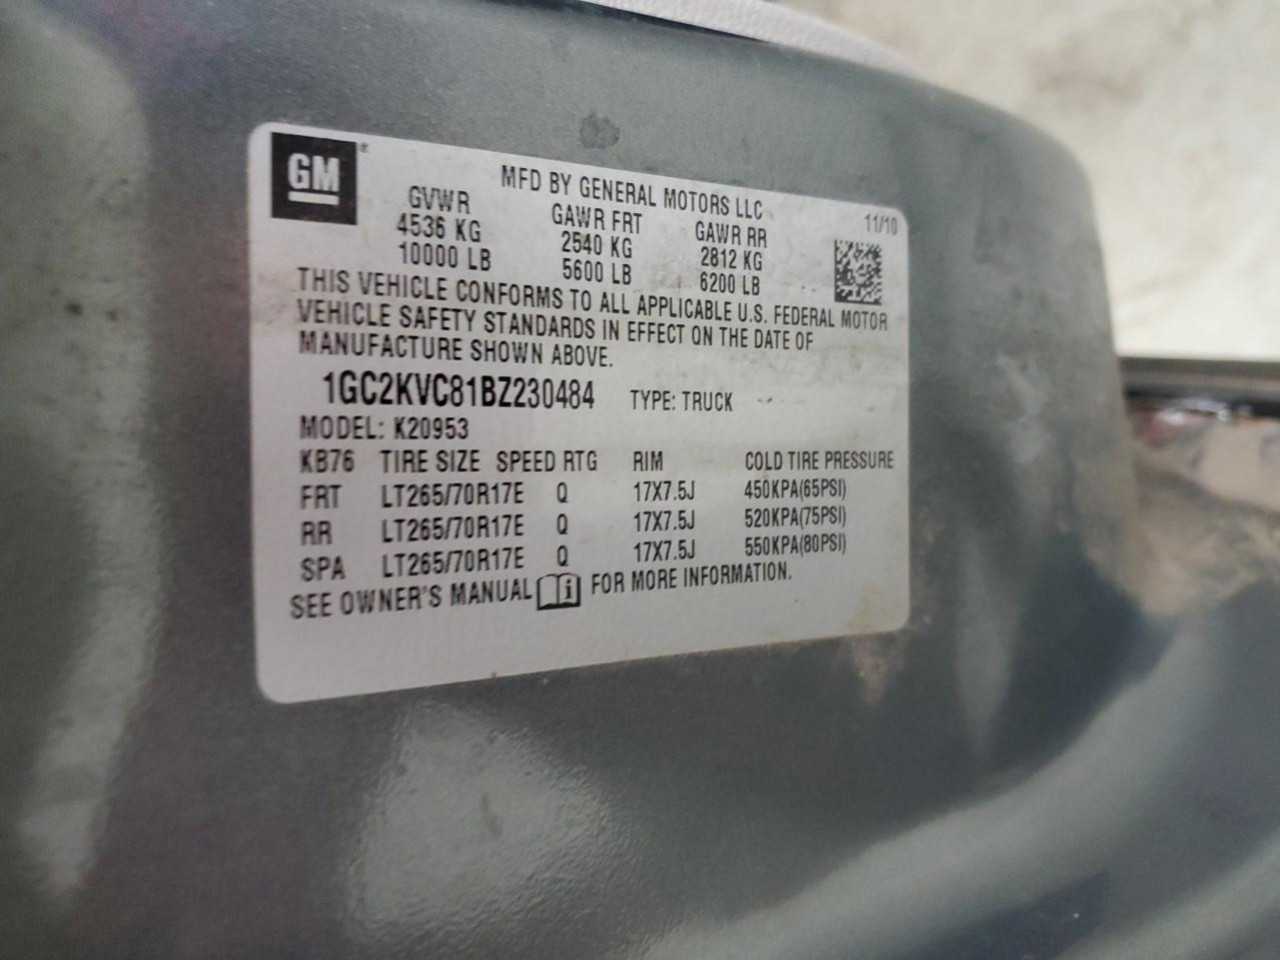 GM®
MFD BY GENERAL MOTORS LLC
GVWR GAWR FRT GAWR RR 11/10
4536 KG 2540 KG 2812 KG
10000 LB 5600 LB 6200 LB
THIS VEHICLE CONFORMS TO ALL APPLICABLE U.S. FEDERAL MOTOR
VEHICLE SAFETY STANDARDS IN EFFECT ON THE DATE OF
MANUFACTURE SHOWN ABOVE.
1GC2KVC81BZ230484 TYPE: TRUCK
MODEL: K20953
KB76 TIRE SIZE SPEED RTG RIM COLD TIRE PRESSURE
FRT LT265/70R17E Q 17X7.5J 450KPA(65PSI)
RR LT265/70R17E Q 17X7.5J 520KPA(75PSI)
SPA LT265/70R17E Q 17X7.5J 550KPA(80PSI)
SEE OWNER'S MANUAL i FOR MORE INFORMATION.